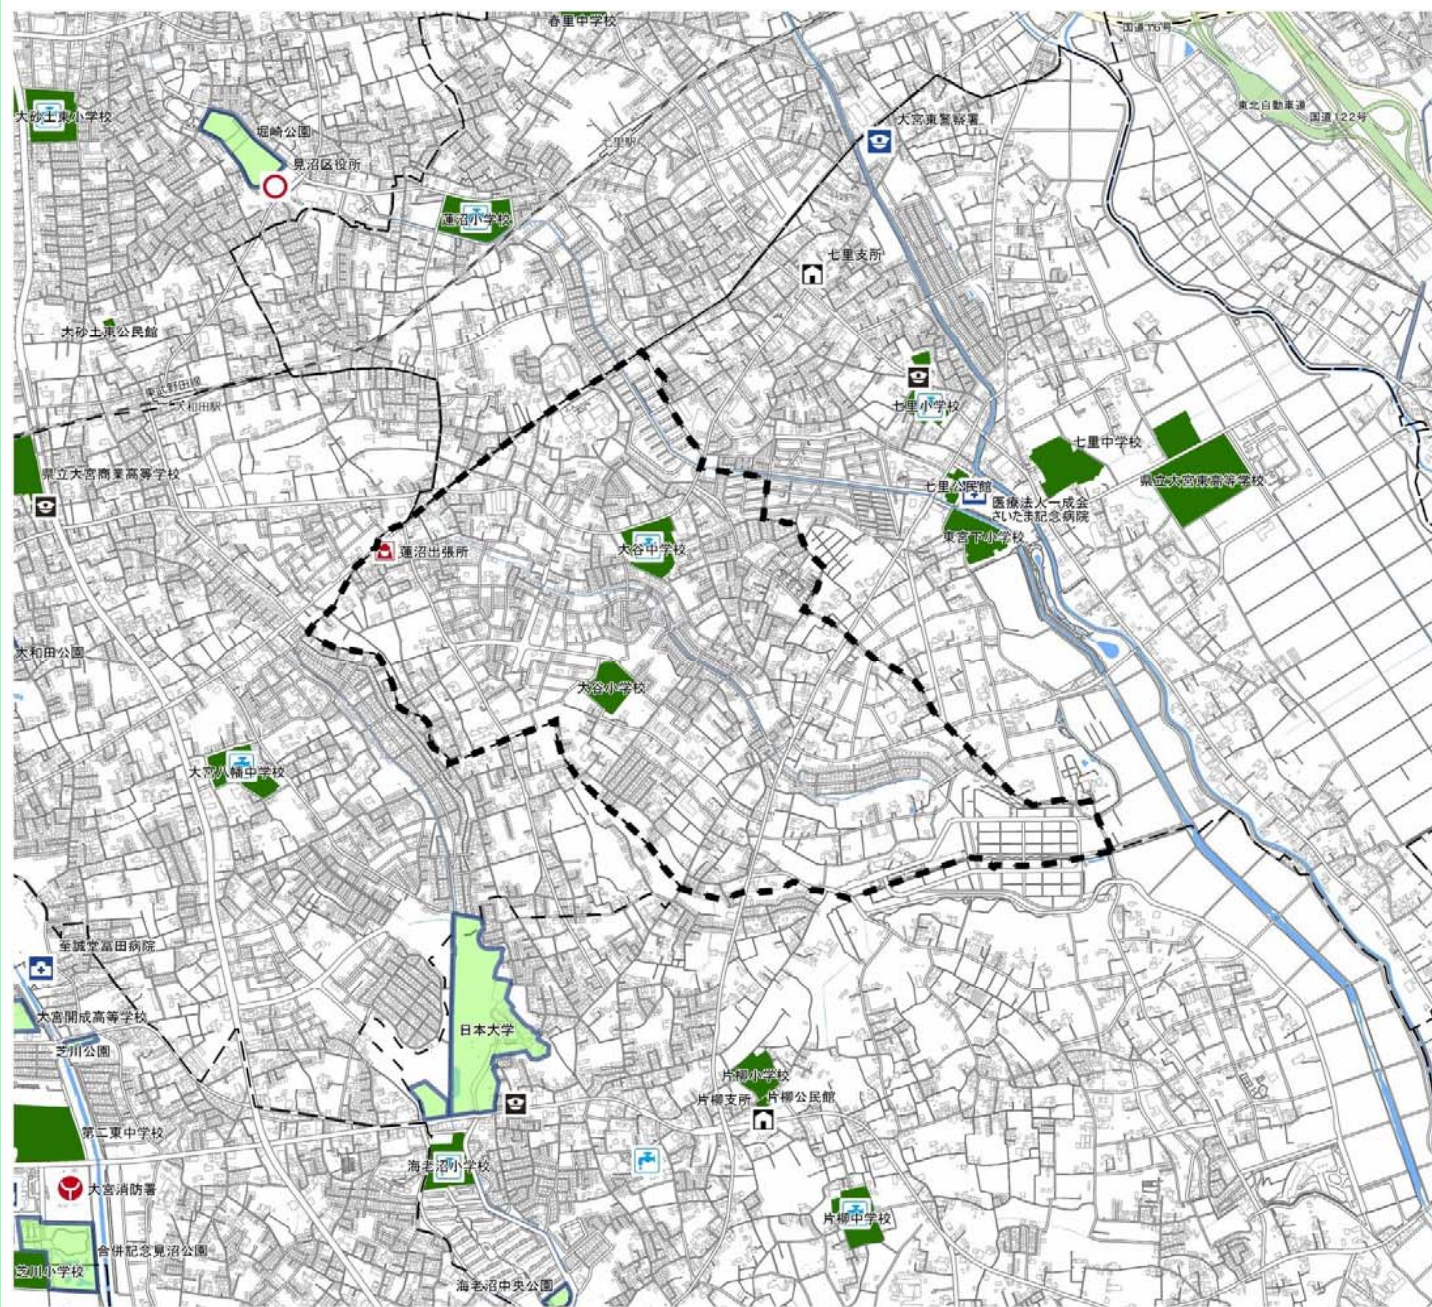 春里中学校
国道16号
東北自動車道
国道122号
大砂土東小学校
堀崎公園
大宮東警察署
七里駅
見沼区役所
蓮沼小学校
七里支所
大砂土東公民館
東武野田線
大和田駅
七里小学校
七里中学校
県立大宮商業高等学校
県立大宮東高等学校
七里公民館
医療法人一成会
さいたま記念病院
東宮下小学校
蓮沼出張所
大谷中学校
大和田公園
大谷小学校
大宮八幡中学校
至誠堂冨田病院
大宮開成高等学校
日本大学
芝川公園
片柳小学校
片柳支所
片柳公民館
第二東中学校
海老沼小学校
大宮消防署
片柳中学校
合併記念見沼公園
芝川小学校
海老沼中央公園